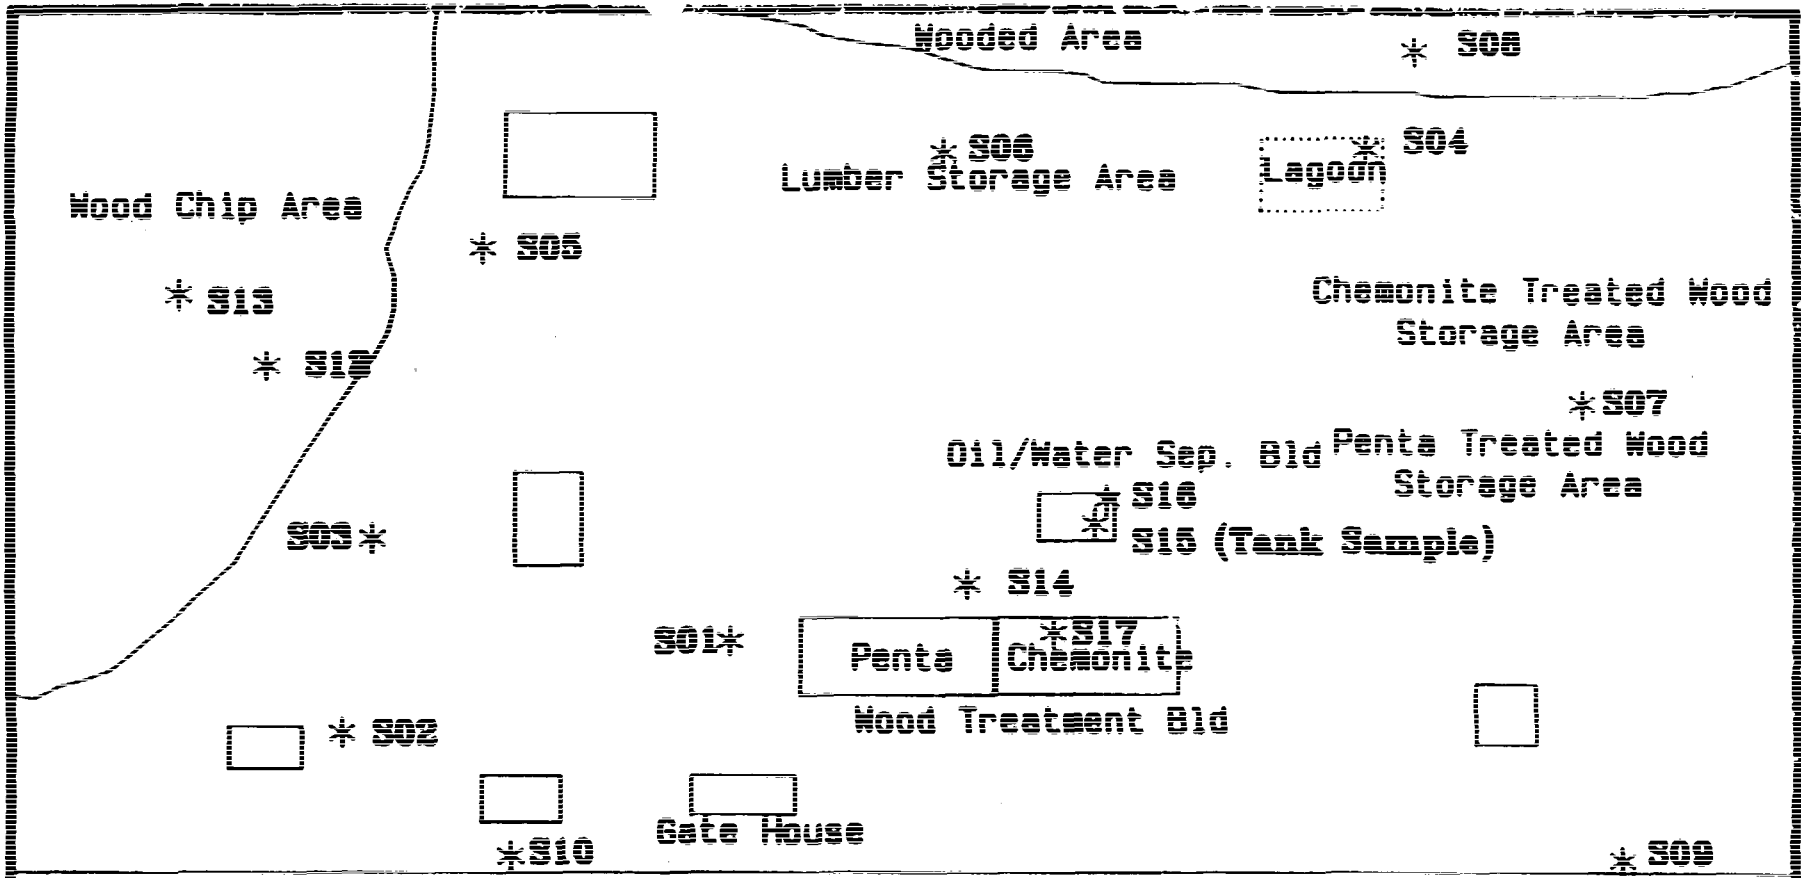 Wooded Area
* S08
* S06
* S04
Lumber Storage Area
Lagoon
Wood Chip Area
* S05
* S13
Chemonite Treated Wood
Storage Area
* S12
* S07
Oil/Water Sep. Bld
Penta Treated Wood
Storage Area
* S16
S03 *
* S15 (Tank Sample)
* S14
S01 *
* S17
Penta
Chemonite
Wood Treatment Bld
* S02
Gate House
* S10
* S09